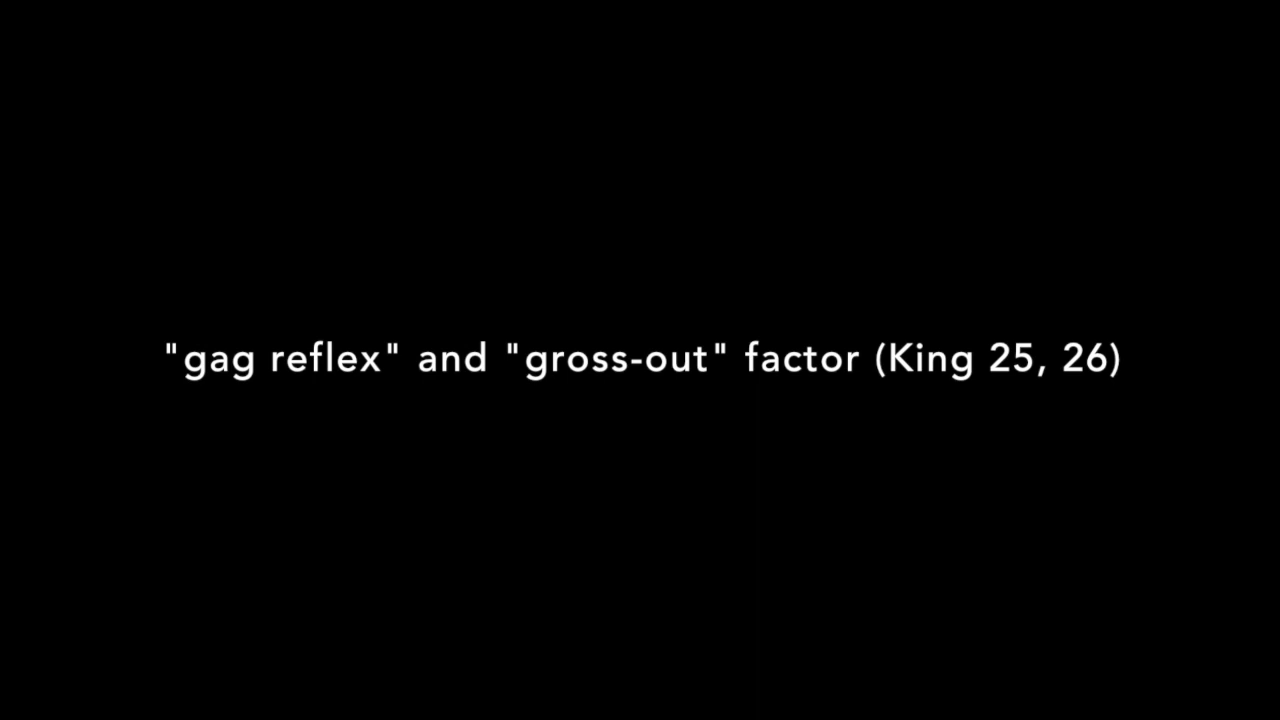 "gag reflex" and "gross-out" factor (King 25, 26)